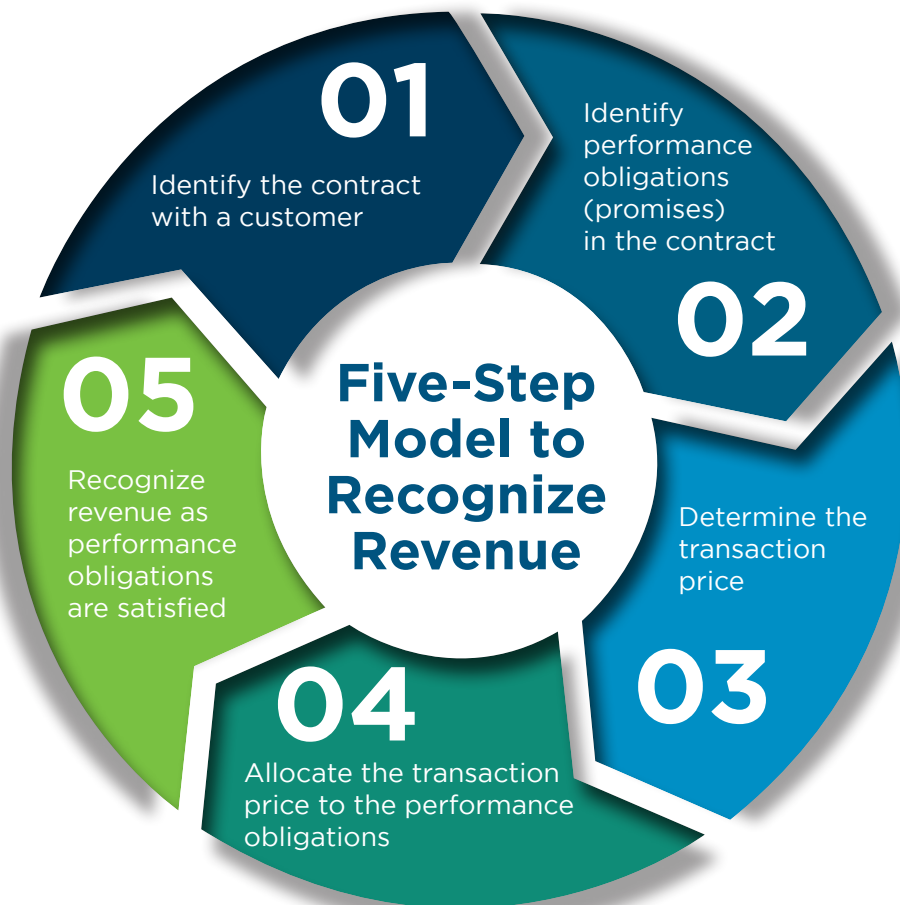 01
Identify the contract
with a customer
Identify
performance
obligations
(promises)
in the contract
02
Five-Step
Model to
Recognize
Revenue
Determine the
transaction
price
03
04
Allocate the transaction
price to the performance
obligations
05
Recognize
revenue as
performance
obligations
are satisfied